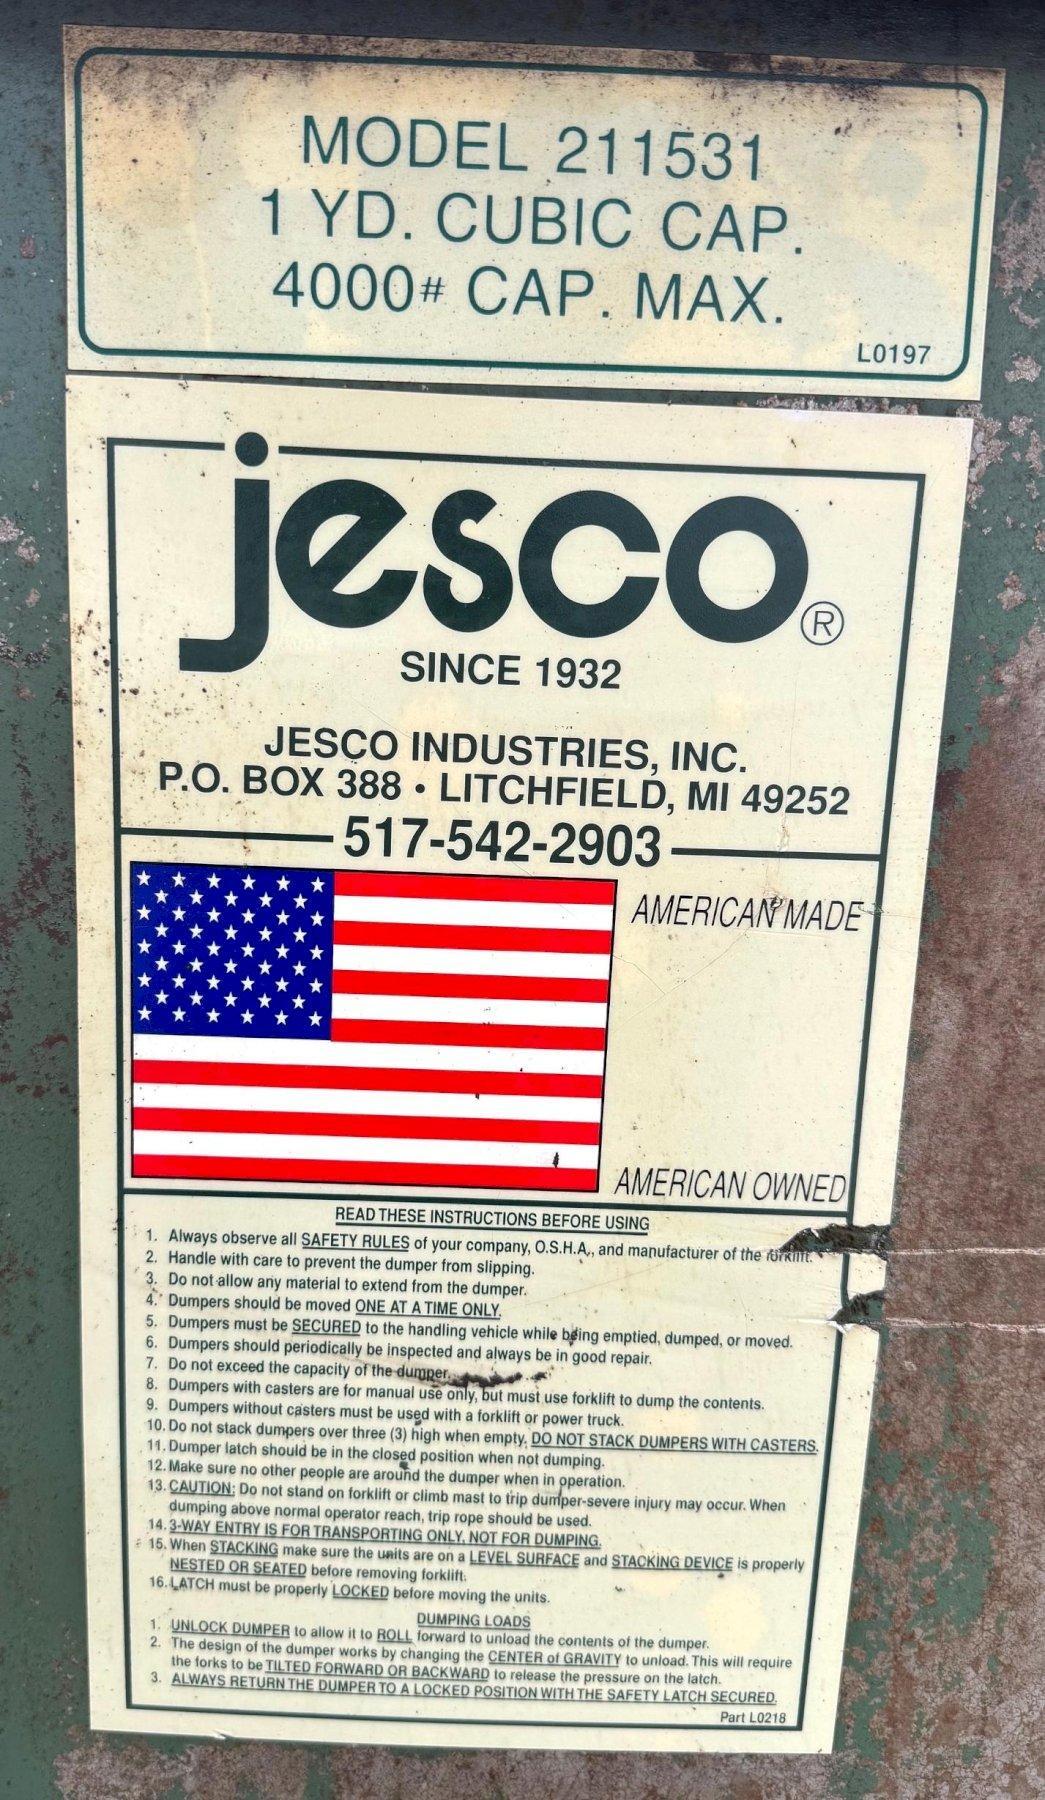 MODEL 211531
1 YD. CUBIC CAP.
4000# CAP. MAX.
L0197
jesco®
SINCE 1932
JESCO INDUSTRIES, INC.
P.O. BOX 388 • LITCHFIELD, MI 49252
517-542-2903
AMERICAN MADE
AMERICAN OWNED
READ THESE INSTRUCTIONS BEFORE USING
1. Always observe all SAFETY RULES of your company, O.S.H.A., and manufacturer of the forklift.
2. Handle with care to prevent the dumper from slipping.
3. Do not allow any material to extend from the dumper.
4. Dumpers should be moved ONE AT A TIME ONLY.
5. Dumpers must be SECURED to the handling vehicle while being emptied, dumped, or moved.
6. Dumpers should periodically be inspected and always be in good repair.
7. Do not exceed the capacity of the dumper.
8. Dumpers with casters are for manual use only, but must use forklift to dump the contents.
9. Dumpers without casters must be used with a forklift or power truck.
10. Do not stack dumpers over three (3) high when empty. DO NOT STACK DUMPERS WITH CASTERS.
11. Dumper latch should be in the closed position when not dumping.
12. Make sure no other people are around the dumper when in operation.
13. CAUTION: Do not stand on forklift or climb mast to trip dumper-severe injury may occur. When
dumping above normal operator reach, trip rope should be used.
14. 3-WAY ENTRY IS FOR TRANSPORTING ONLY, NOT FOR DUMPING.
15. When STACKING make sure the units are on a LEVEL SURFACE and STACKING DEVICE is properly
NESTED OR SEATED before removing forklift.
16. LATCH must be properly LOCKED before moving the units.
DUMPING LOADS
1. UNLOCK DUMPER to allow it to ROLL forward to unload the contents of the dumper.
2. The design of the dumper works by changing the CENTER of GRAVITY to unload. This will require
the forks to be TILTED FORWARD OR BACKWARD to release the pressure on the latch.
3. ALWAYS RETURN THE DUMPER TO A LOCKED POSITION WITH THE SAFETY LATCH SECURED.
Part L0218